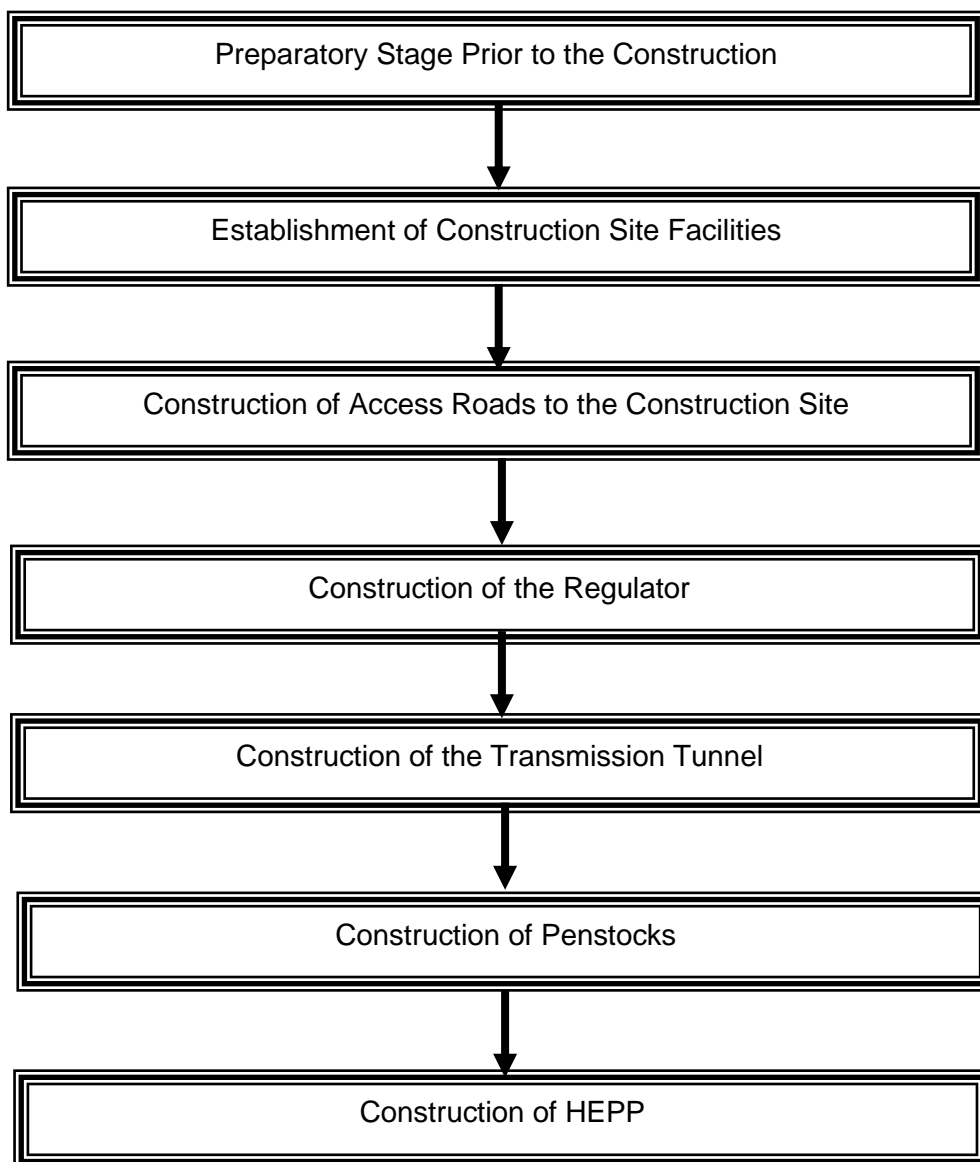 Preparatory Stage Prior to the Construction
Establishment of Construction Site Facilities
Construction of Access Roads to the Construction Site
Construction of the Regulator
Construction of the Transmission Tunnel
Construction of Penstocks
Construction of HEPP